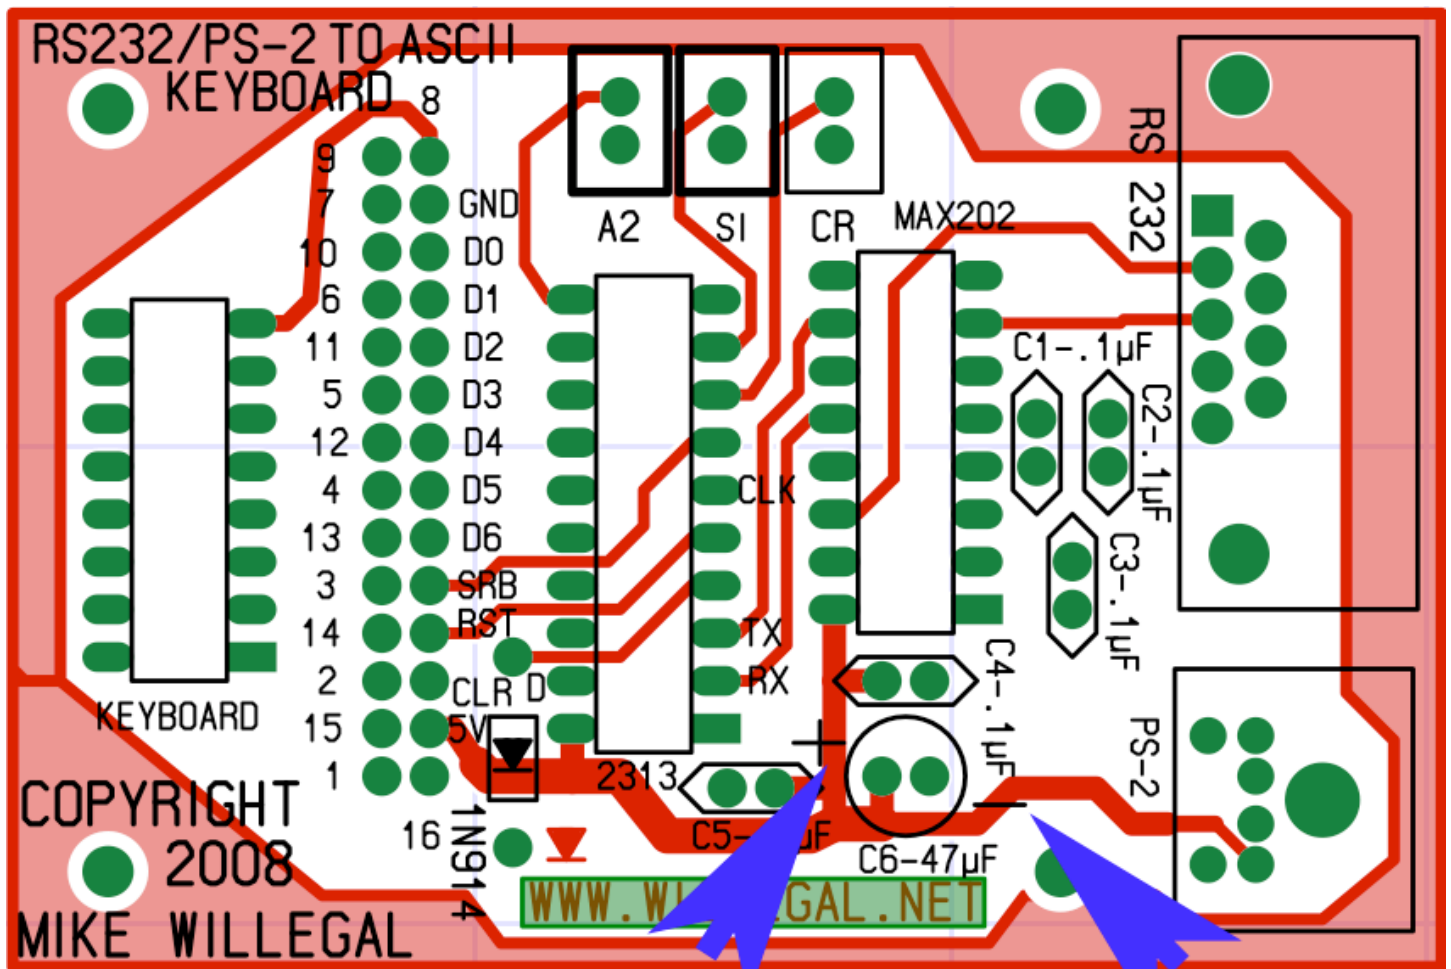 RS232/PS-2 TO ASCII
KEYBOARD
8
9
7 GND
10 D0
6 D1
11 D2
5 D3
12 D4
4 D5
13 D6
3 SRB
14 RST
2
CLR D
15 5V
1
16
1N914
KEYBOARD
A2
SI
CR
MAX202
CLK
TX
RX
2313
RS 232
C1-.1µF
C2-.1µF
C3-.1µF
C4-.1µF
+
-
PS-2
C6-47µF
COPYRIGHT
2008
MIKE WILLEGAL